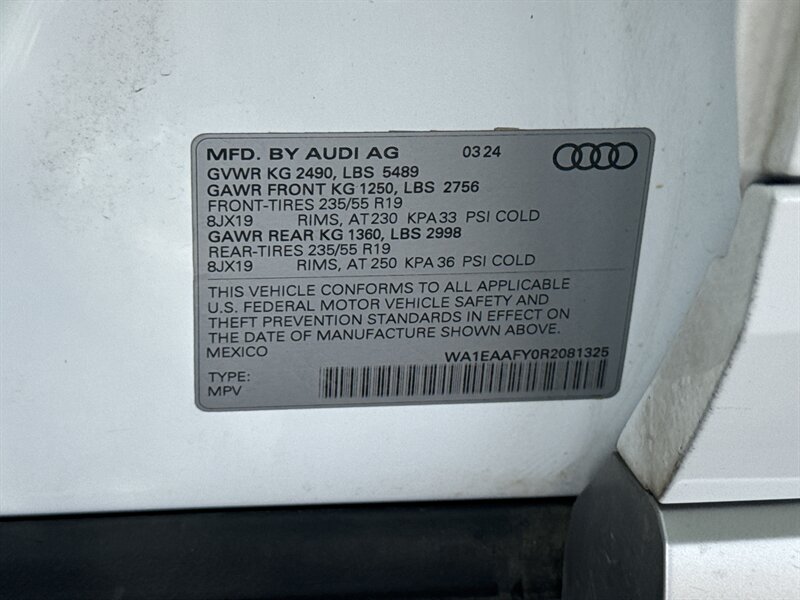 MFD. BY AUDI AG 03 24
GVWR KG 2490, LBS 5489
GAWR FRONT KG 1250, LBS 2756
FRONT-TIRES 235/55 R19
8JX19 RIMS, AT 230 KPA 33 PSI COLD
GAWR REAR KG 1360, LBS 2998
REAR-TIRES 235/55 R19
8JX19 RIMS, AT 250 KPA 36 PSI COLD
THIS VEHICLE CONFORMS TO ALL APPLICABLE
U.S. FEDERAL MOTOR VEHICLE SAFETY AND
THEFT PREVENTION STANDARDS IN EFFECT ON
THE DATE OF MANUFACTURE SHOWN ABOVE.
MEXICO WA1EAAFY0R2081325
TYPE:
MPV